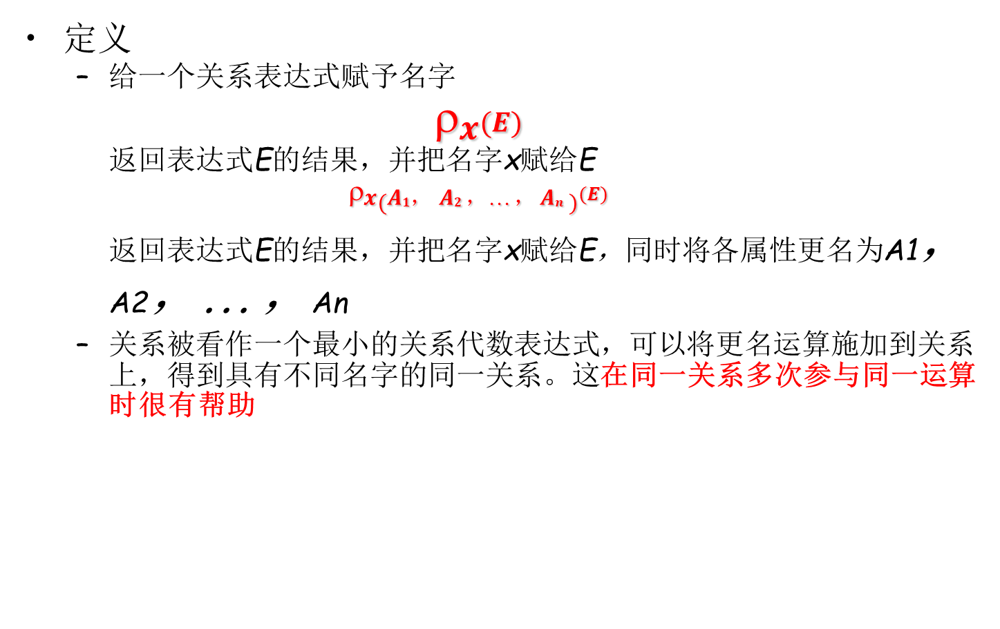 • 定义
– 给一个关系表达式赋予名字
ρx(E)
返回表达式E的结果，并把名字x赋给E
ρx(A1， A2， …， An)(E)
返回表达式E的结果，并把名字x赋给E，同时将各属性更名为A1，
A2， ...， An
– 关系被看作一个最小的关系代数表达式，可以将更名运算施加到关系
上，得到具有不同名字的同一关系。这在同一关系多次参与同一运算
时很有帮助